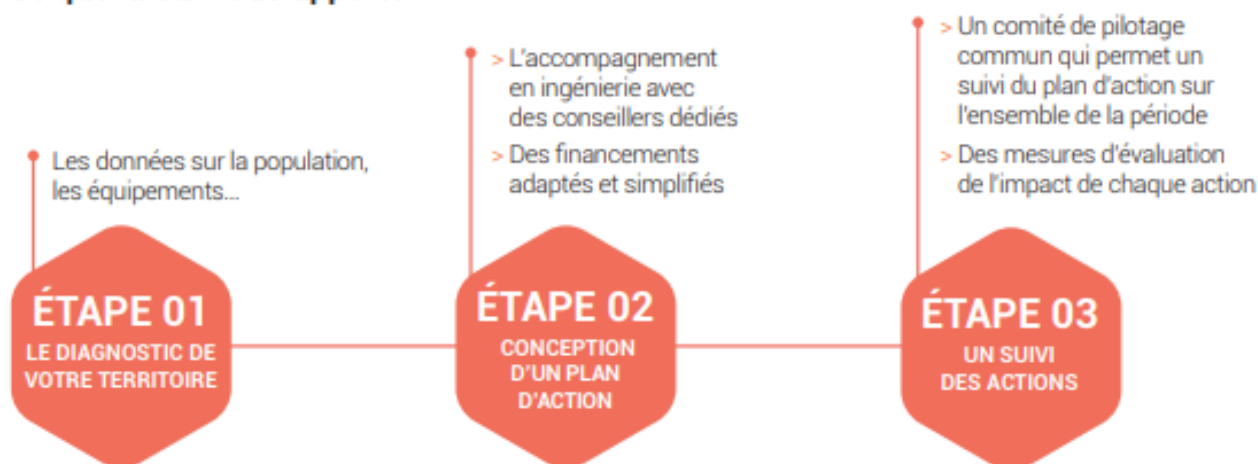 > Les données sur la population,
les équipements...
ÉTAPE 01
LE DIAGNOSTIC DE
VOTRE TERRITOIRE
> L'accompagnement
en ingénierie avec
des conseillers dédiés
> Des financements
adaptés et simplifiés
ÉTAPE 02
CONCEPTION
D'UN PLAN
D'ACTION
> Un comité de pilotage
commun qui permet un
suivi du plan d'action sur
l'ensemble de la période
> Des mesures d'évaluation
de l'impact de chaque action
ÉTAPE 03
UN SUIVI
DES ACTIONS